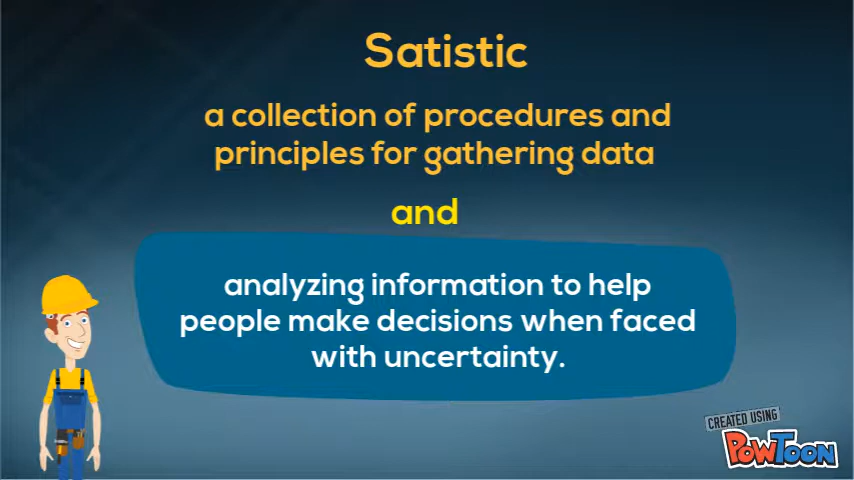 Satistic
a collection of procedures and
principles for gathering data
and
analyzing information to help
people make decisions when faced
with uncertainty.
CREATED USING
POWTOON